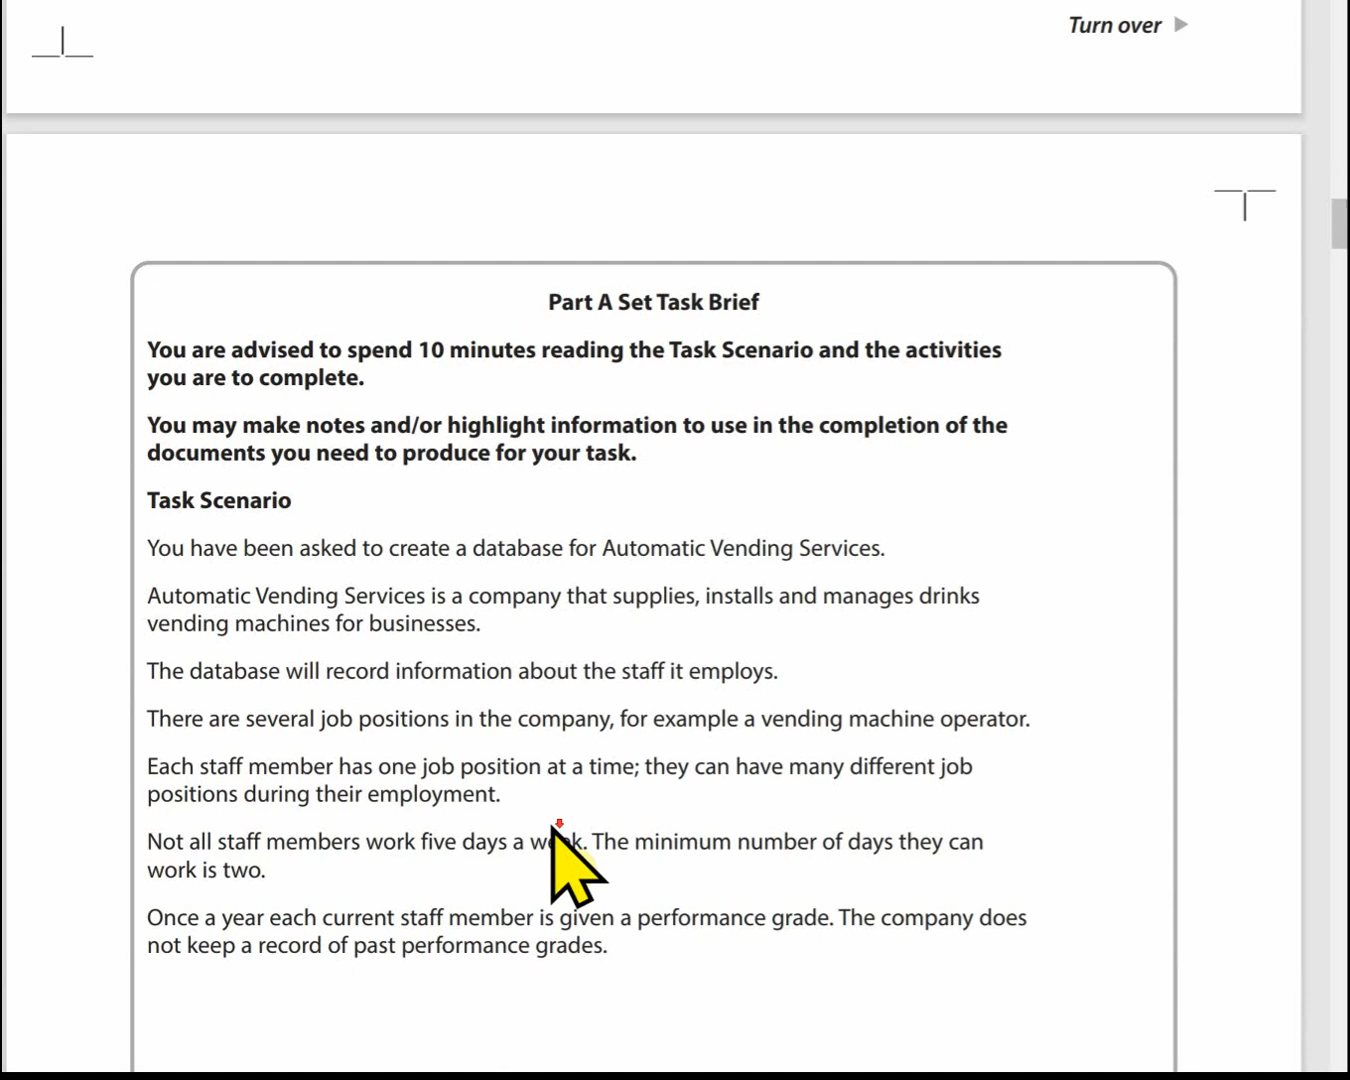 Turn over
Part A Set Task Brief
You are advised to spend 10 minutes reading the Task Scenario and the activities
you are to complete.
You may make notes and/or highlight information to use in the completion of the
documents you need to produce for your task.
Task Scenario
You have been asked to create a database for Automatic Vending Services.
Automatic Vending Services is a company that supplies, installs and manages drinks
vending machines for businesses.
The database will record information about the staff it employs.
There are several job positions in the company, for example a vending machine operator.
Each staff member has one job position at a time; they can have many different job
positions during their employment.
Not all staff members work five days a week. The minimum number of days they can
work is two.
Once a year each current staff member is given a performance grade. The company does
not keep a record of past performance grades.